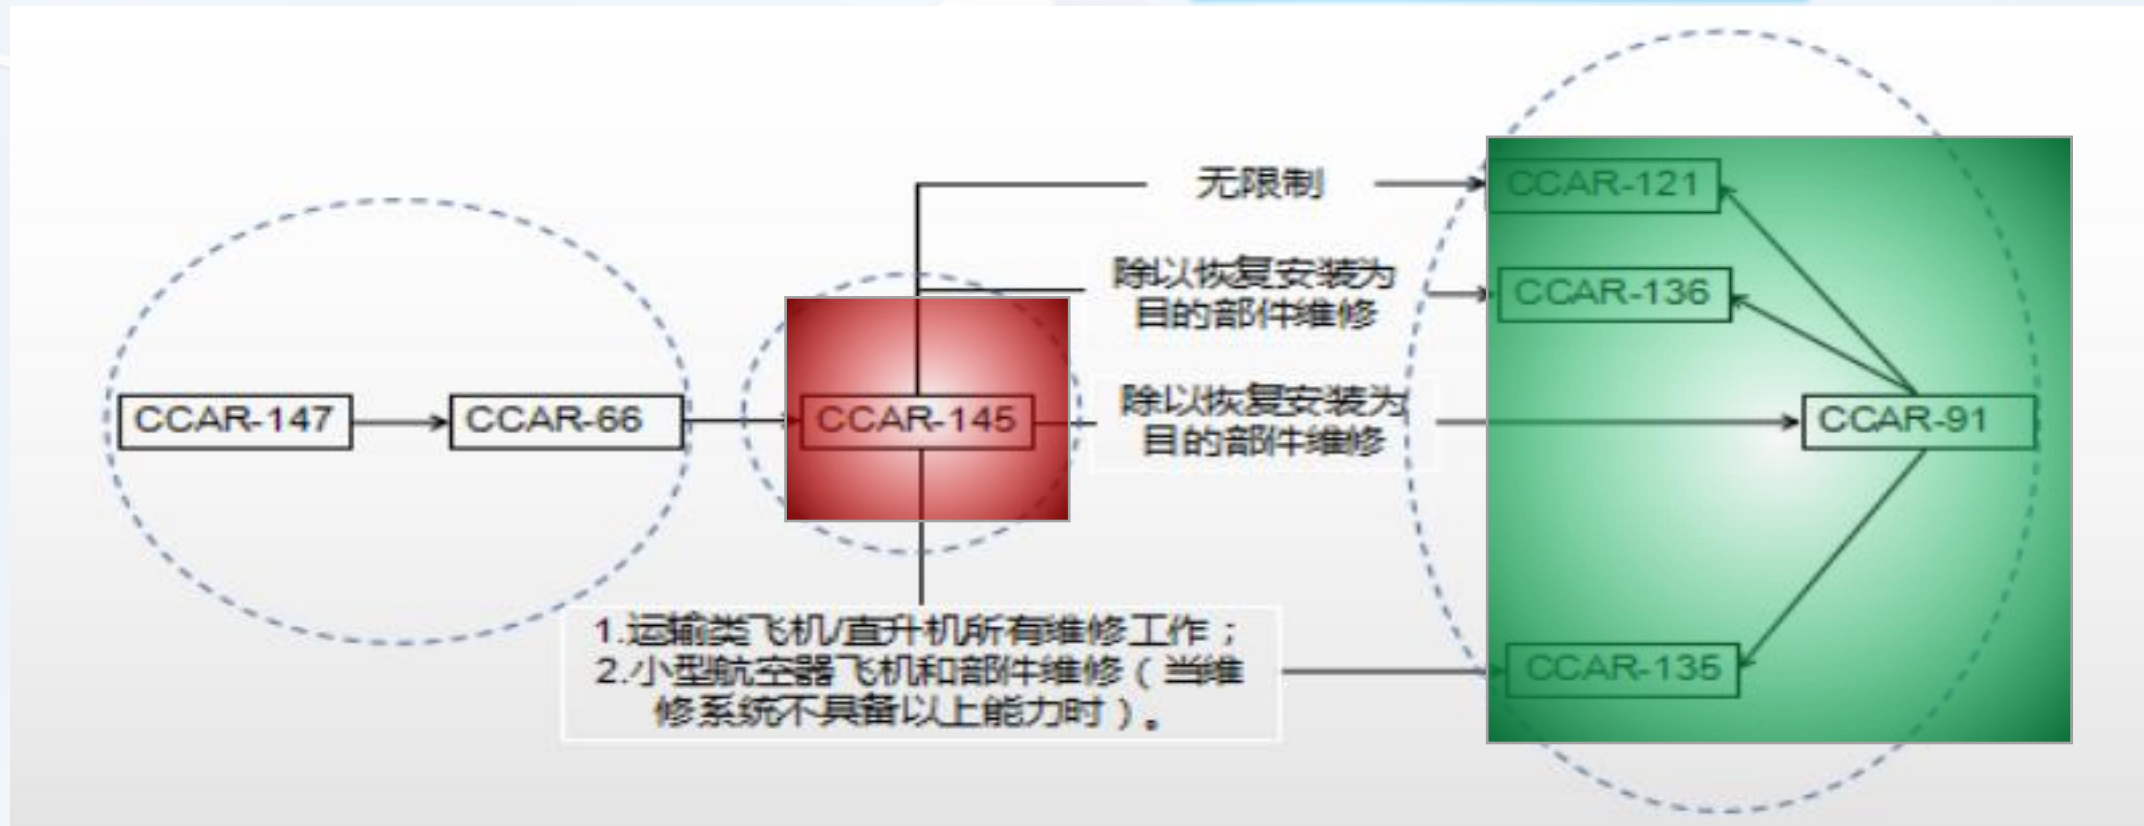 无限制
CCAR-121
除以恢复安装为
目的部件维修
CCAR-136
CCAR-147
CCAR-66
CCAR-145
除以恢复安装为
目的部件维修
CCAR-91
1.运输类飞机/直升机所有维修工作；
2.小型航空器飞机和部件维修（当维
修系统不具备以上能力时）。
CCAR-135